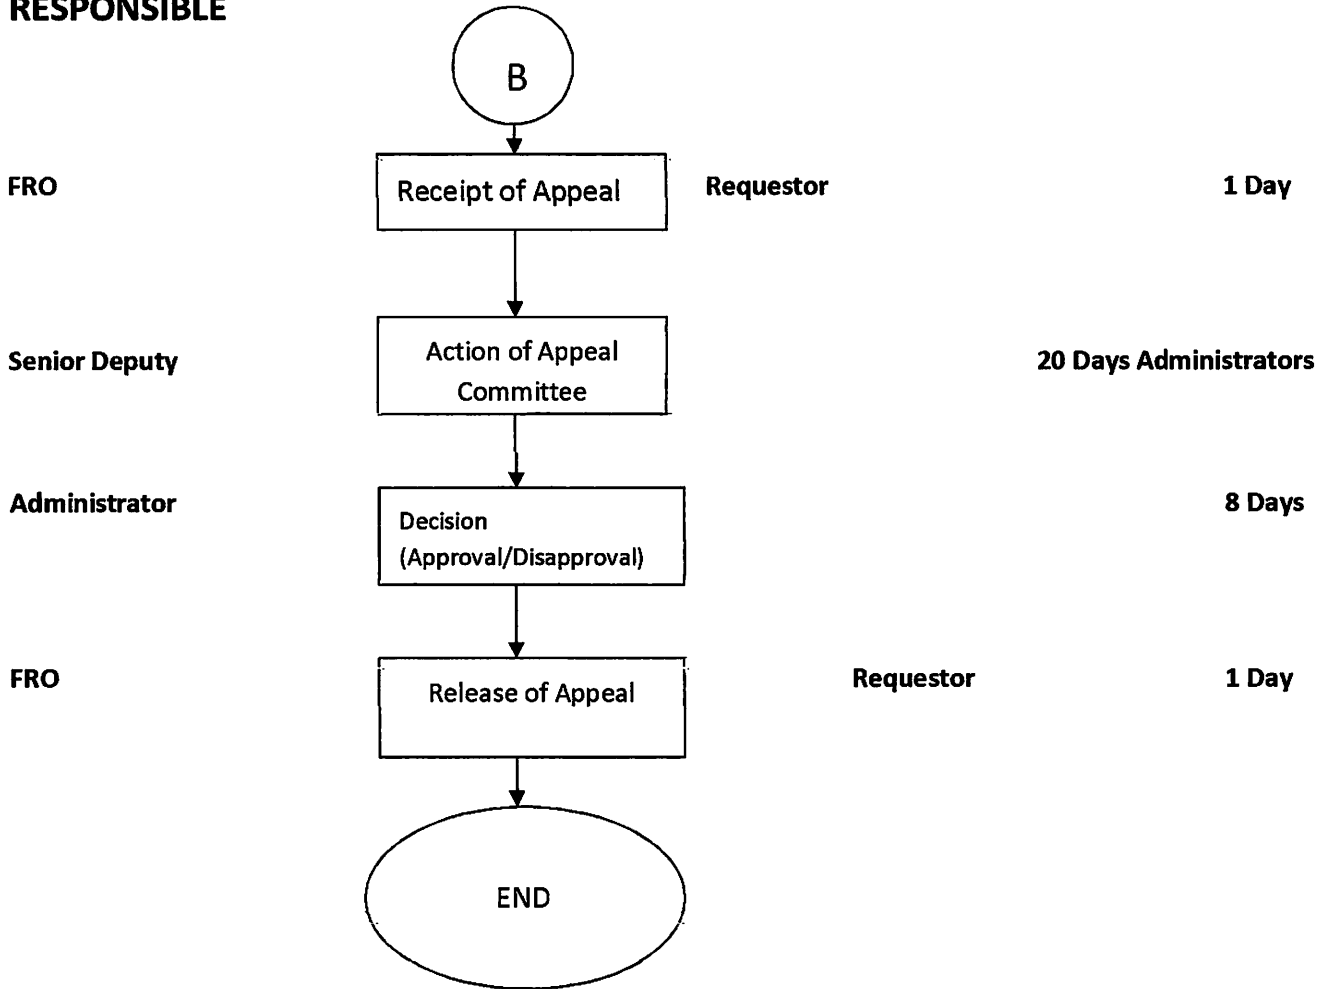 RESPONSIBLE
B
FRO Receipt of Appeal Requestor 1 Day
Senior Deputy Action of Appeal 20 Days Administrators
Committee
Administrator Decision 8 Days
(Approval/Disapproval)
FRO Release of Appeal Requestor 1 Day
END